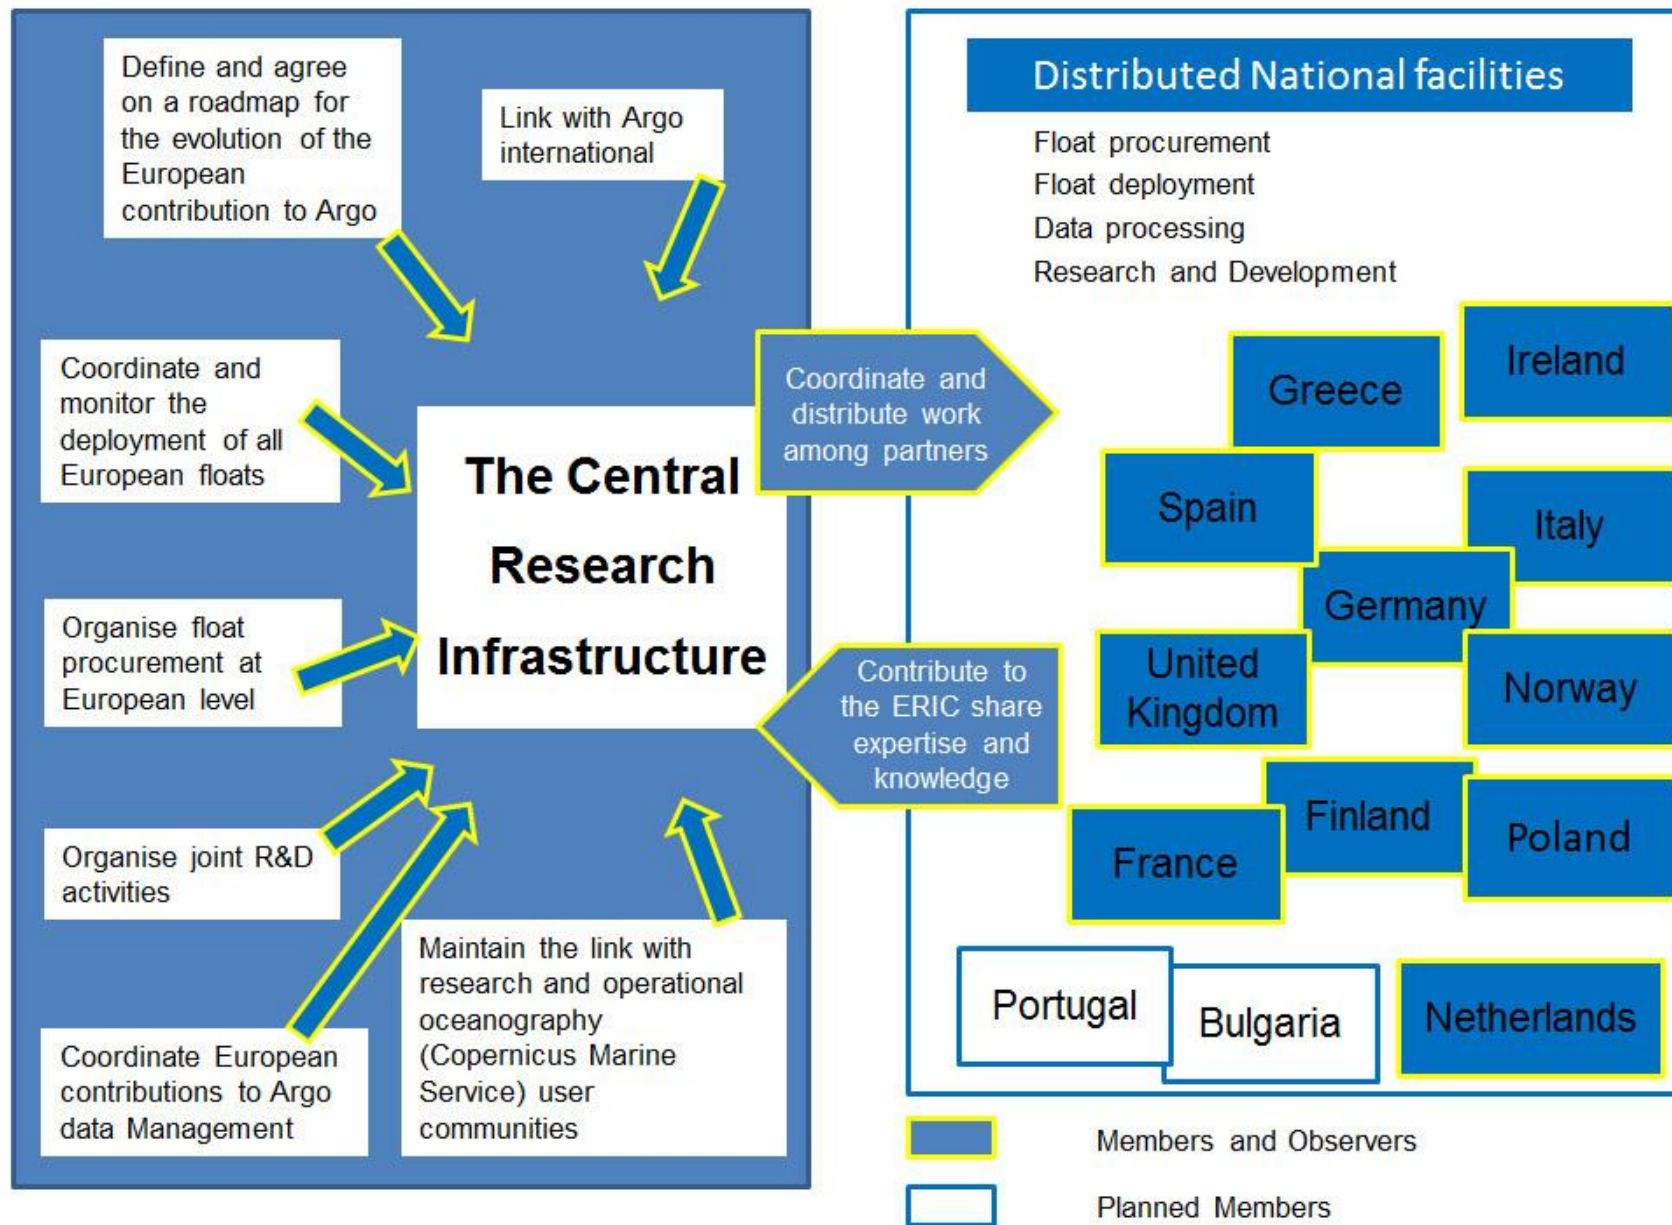 Define and agree
on a roadmap for
the evolution of the
European
contribution to Argo
Link with Argo
international
Coordinate and
monitor the
deployment of all
European floats
Organise float
procurement at
European level
Organise joint R&D
activities
Coordinate European
contributions to Argo
data Management
Maintain the link with
research and operational
oceanography
(Copernicus Marine
Service) user
communities
The Central
Research
Infrastructure
Coordinate and
distribute work
among partners
Contribute to
the ERIC share
expertise and
knowledge
Distributed National facilities
Float procurement
Float deployment
Data processing
Research and Development
Ireland
Greece
Spain
Italy
Germany
United
Kingdom
Norway
Finland
Poland
France
Portugal
Bulgaria
Netherlands
Members and Observers
Planned Members